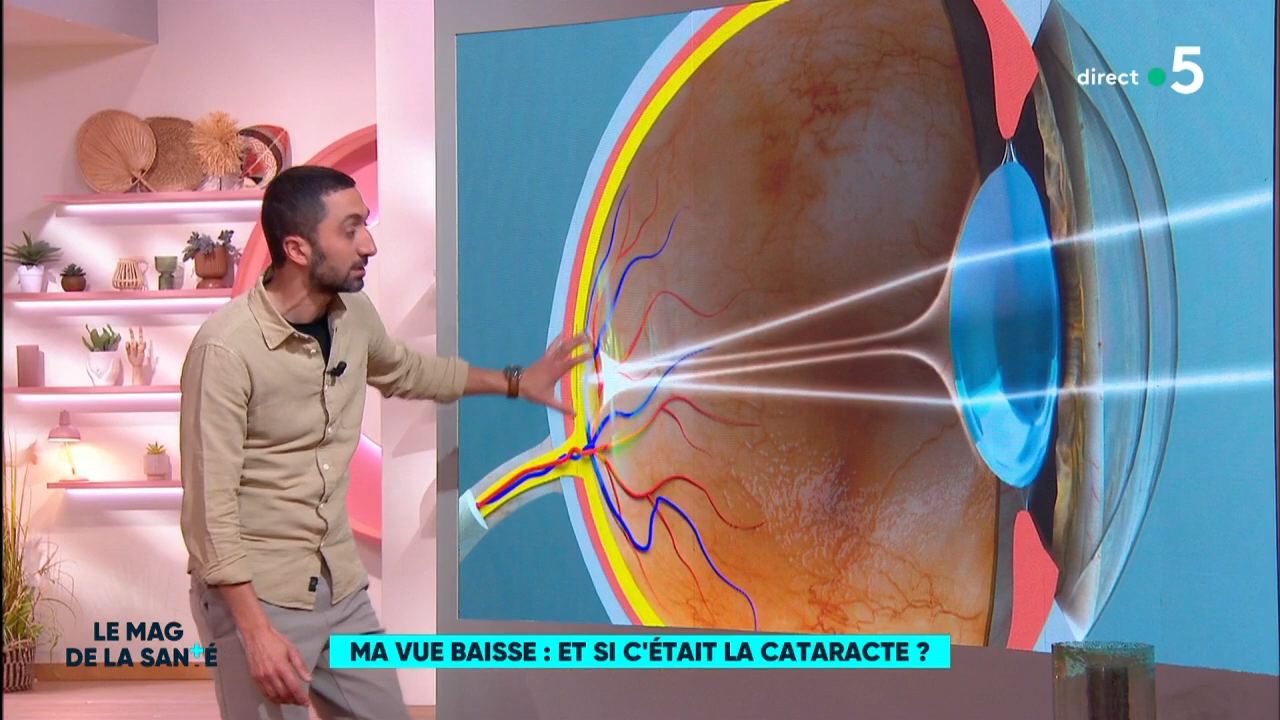 direct 5
LE MAG
DE LA SANTÉ
MA VUE BAISSE : ET SI C'ÉTAIT LA CATARACTE ?